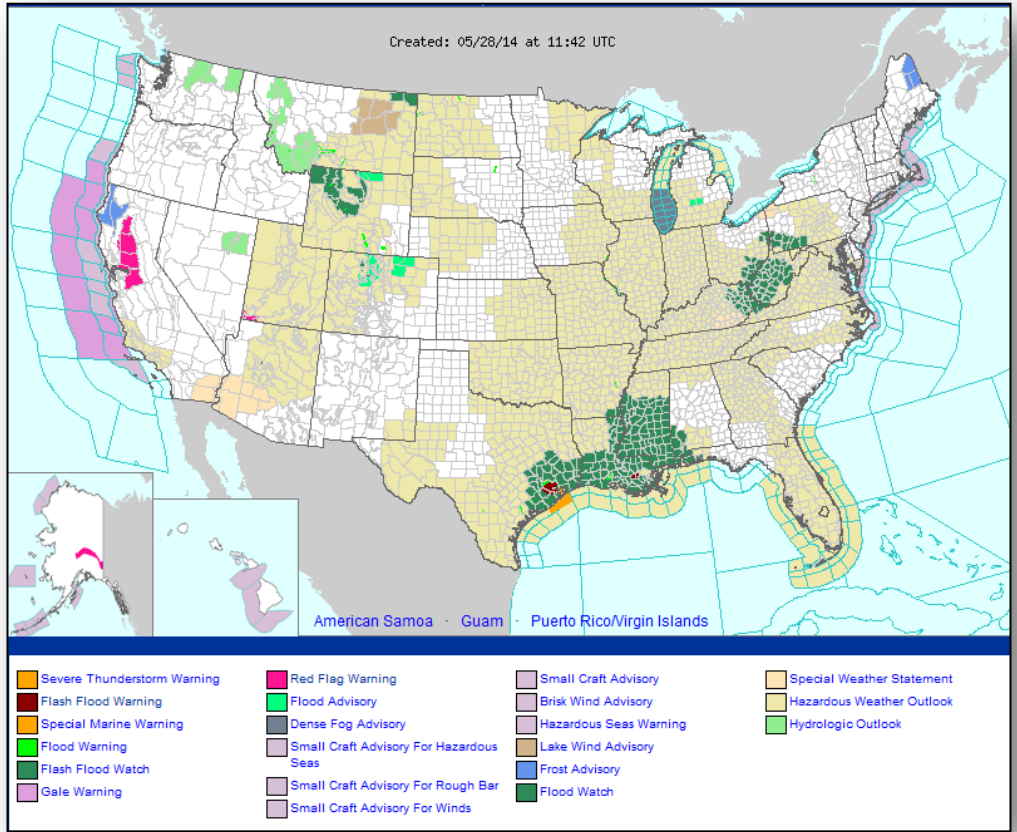 Created: 05/28/14 at 11:42 UTC
American Samoa - Guam - Puerto Rico/Virgin Islands
Severe Thunderstorm Warning
Flash Flood Warning
Special Marine Warning
Flood Warning
Flash Flood Watch
Gale Warning
Red Flag Warning
Flood Advisory
Dense Fog Advisory
Small Craft Advisory For Hazardous
Seas
Small Craft Advisory For Rough Bar
Small Craft Advisory For Winds
Small Craft Advisory
Brisk Wind Advisory
Hazardous Seas Warning
Lake Wind Advisory
Frost Advisory
Flood Watch
Special Weather Statement
Hazardous Weather Outlook
Hydrologic Outlook